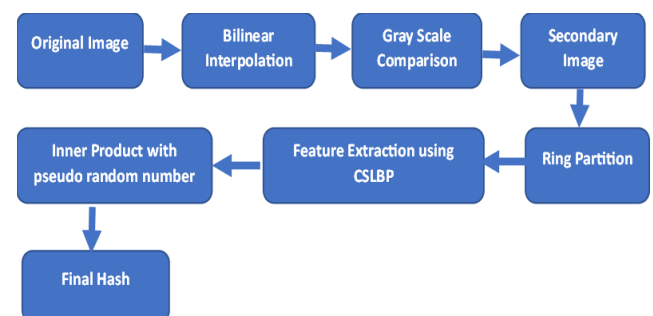 Original Image
Bilinear
Interpolation
Gray Scale
Comparison
Secondary
Image
Ring Partition
Feature Extraction using
CSLBP
Inner Product with
pseudo random number
Final Hash